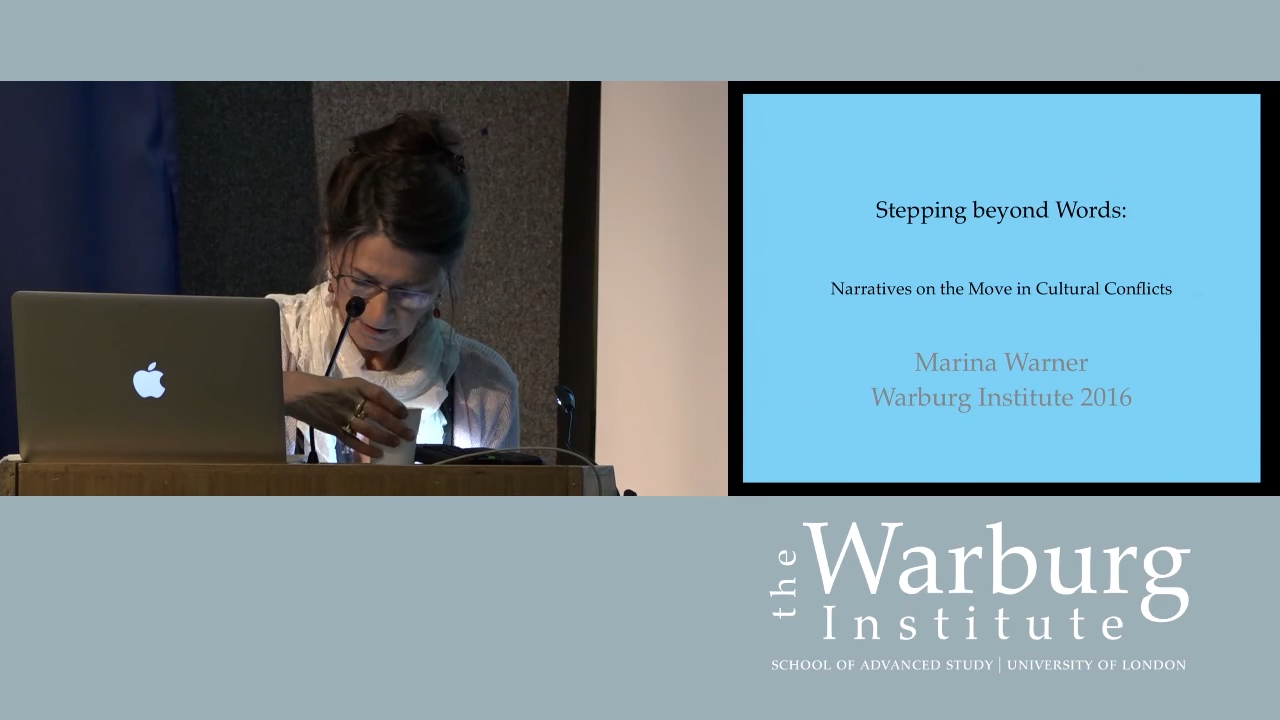 Stepping beyond Words:
Narratives on the Move in Cultural Conflicts
Marina Warner
Warburg Institute 2016
the Warburg
Institute
SCHOOL OF ADVANCED STUDY | UNIVERSITY OF LONDON